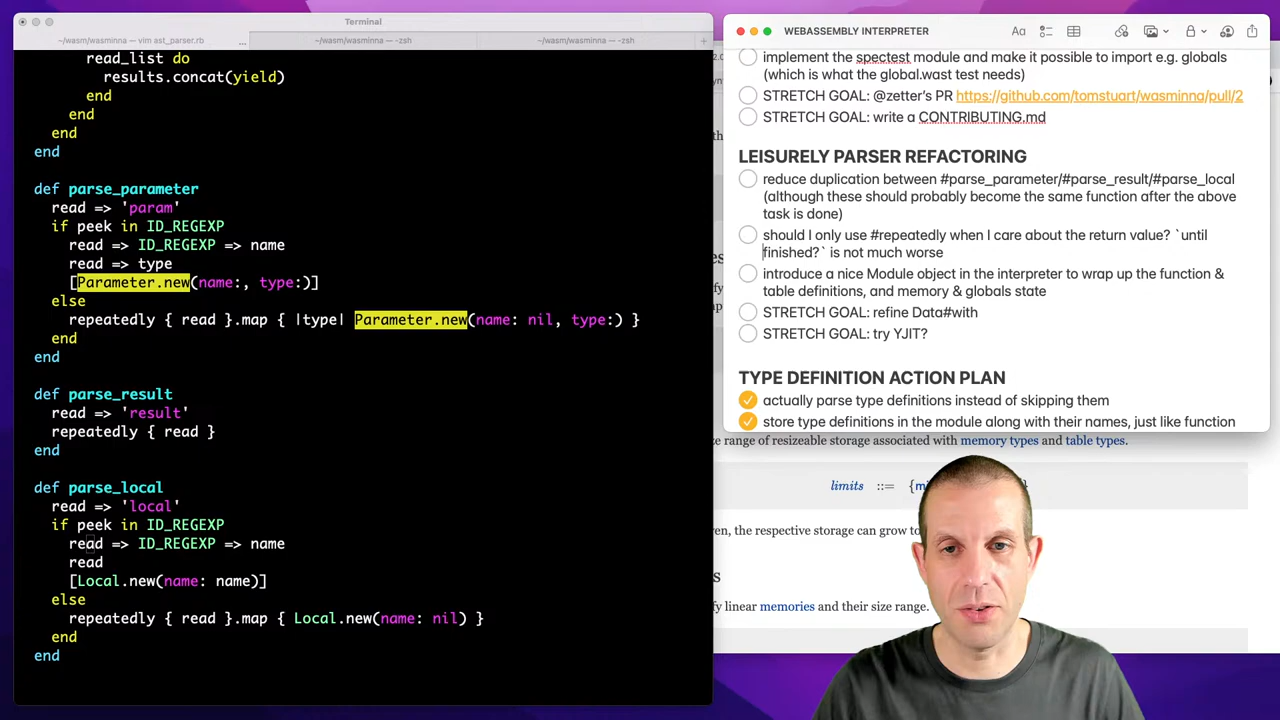 Terminal
~/wasm/wasminna — vim ast_parser.rb
...
~/wasm/wasminna — -zsh
~/wasm/wasminna — -zsh
+
read_list do
results.concat(yield)
end
end
end
end
def parse_parameter
read => 'param'
if peek in ID_REGEXP
read => ID_REGEXP => name
read => type
[Parameter.new(name:, type:)]
else
repeatedly { read }.map { |type| Parameter.new(name: nil, type:) }
end
end
def parse_result
read => 'result'
repeatedly { read }
end
def parse_local
read => 'local'
if peek in ID_REGEXP
read => ID_REGEXP => name
read
[Local.new(name: name)]
else
repeatedly { read }.map { Local.new(name: nil) }
end
end
WEBASSEMBLY INTERPRETER
Aa
implement the spectest module and make it possible to import e.g. globals
(which is what the global.wast test needs)
STRETCH GOAL: @zetter's PR https://github.com/tomstuart/wasminna/pull/2
STRETCH GOAL: write a CONTRIBUTING.md
LEISURELY PARSER REFACTORING
reduce duplication between #parse_parameter/#parse_result/#parse_local
(although these should probably become the same function after the above
task is done)
should I only use #repeatedly when I care about the return value? `until
finished?` is not much worse
introduce a nice Module object in the interpreter to wrap up the function &
table definitions, and memory & globals state
STRETCH GOAL: refine Data#with
STRETCH GOAL: try YJIT?
TYPE DEFINITION ACTION PLAN
actually parse type definitions instead of skipping them
store type definitions in the module along with their names, just like function
ze range of resizeable storage associated with memory types and table types.
limits ::= {m
ven, the respective storage can grow to
fy linear memories and their size range.